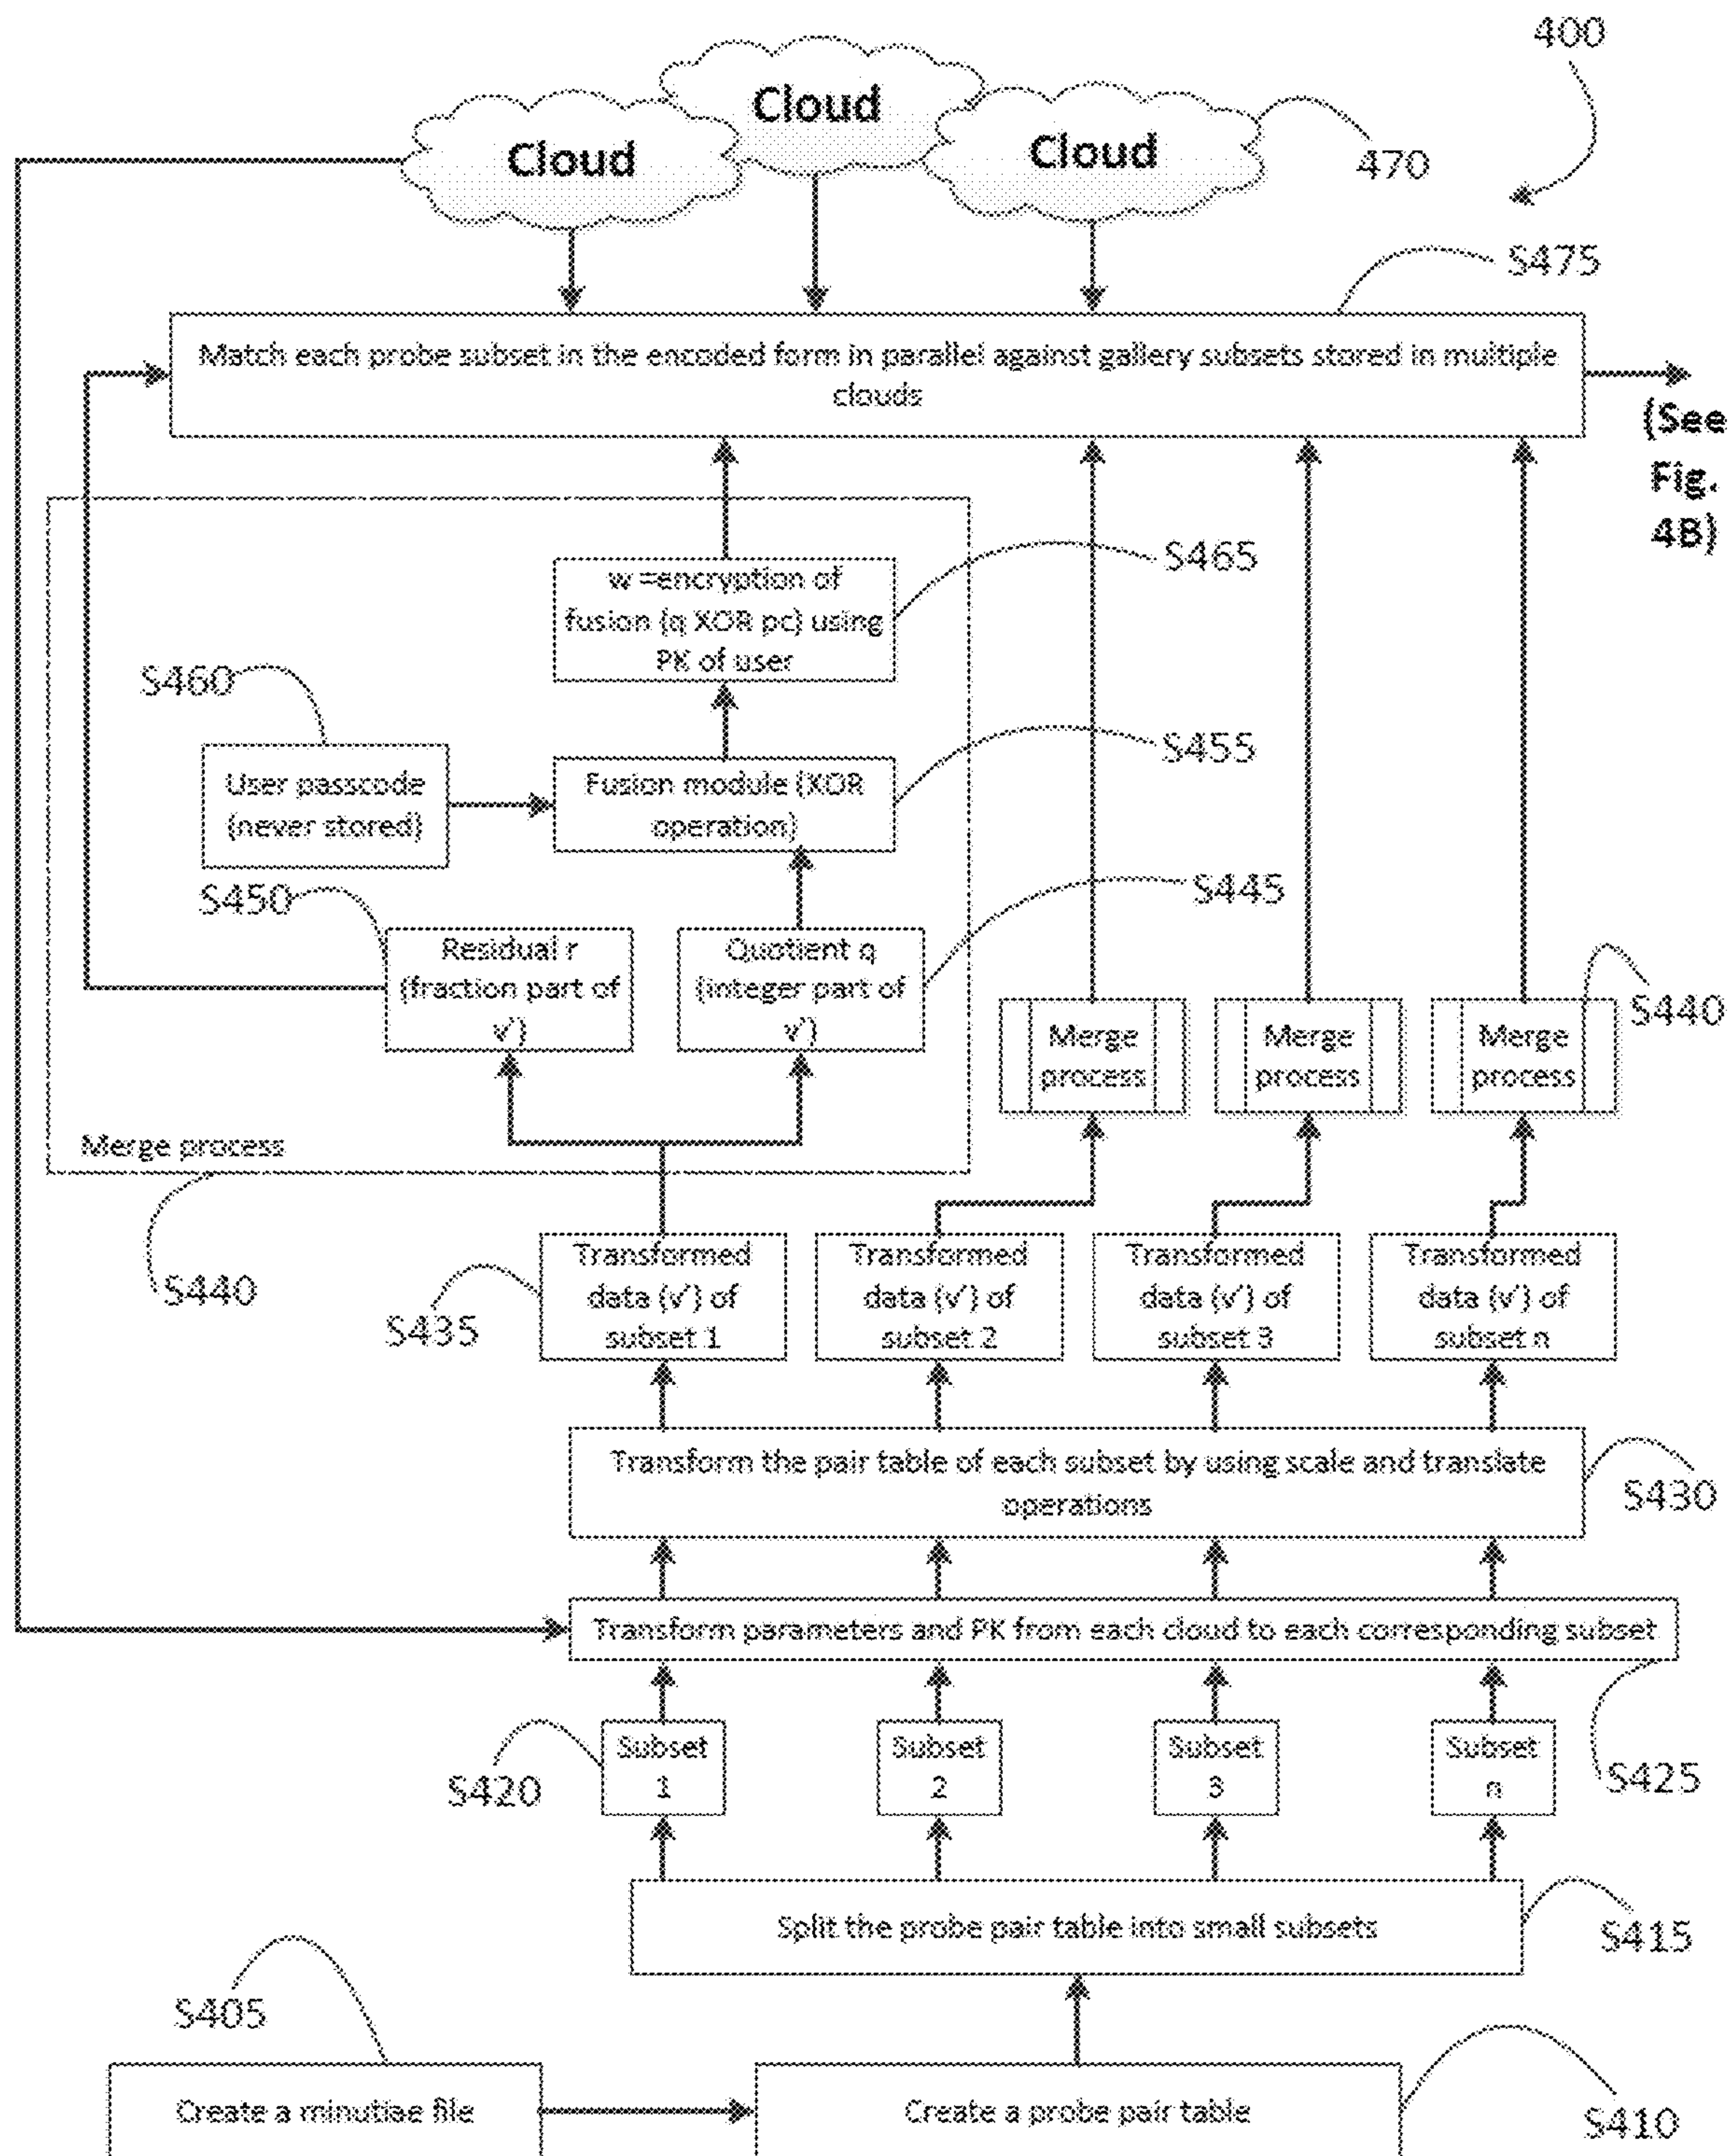 400
Cloud
Cloud
Cloud
470
S475
Match each probe subset in the encoded form in parallel against gallery subsets stored in multiple
clouds
(See
Fig.
4B)
w =encryption of
fusion (q XOR pc) using
PK of user
S465
S460
User passcode
(never stored)
Fusion module (XOR
operation)
S455
S450
Residual r
(fraction part of
v')
Quotient q
(integer part of
v')
S445
Merge
process
Merge
process
Merge
process
S440
Merge process
S440
S435
Transformed
data (v') of
subset 1
Transformed
data (v') of
subset 2
Transformed
data (v') of
subset 3
Transformed
data (v') of
subset n
Transform the pair table of each subset by using scale and translate
operations
S430
Transform parameters and PK from each cloud to each corresponding subset
S425
S420
Subset
1
Subset
2
Subset
3
Subset
n
Split the probe pair table into small subsets
S415
S405
Create a minutiae file
Create a probe pair table
S410